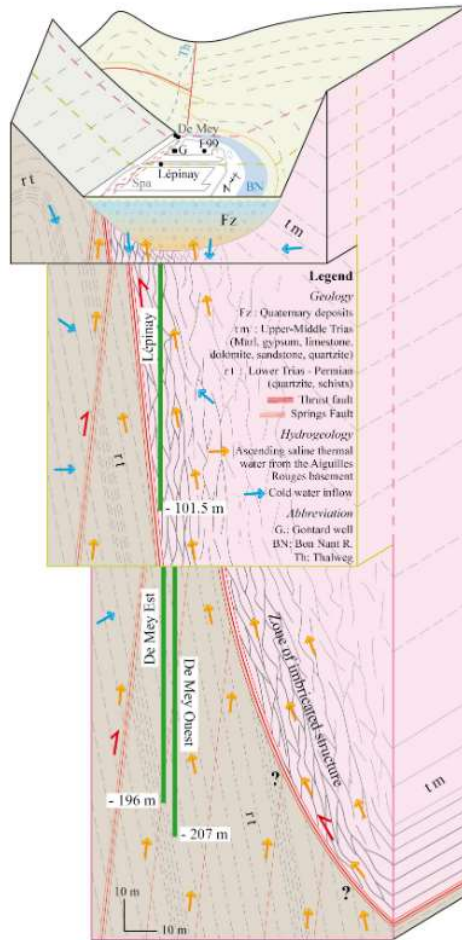 Th
De Mey
G
F99
Lépinay
Spa
BN
r t
Fz
t m
Lépinay
Legend
Geology
Fz : Quaternary deposits
t m : Upper-Middle Trias
(Marl, gypsum, limestone,
dolomite, sandstone, quartzite)
r t : Lower Trias - Permian
(quartzite, schists)
Thrust fault
Springs Fault
Hydrogeology
Ascending saline thermal
water from the Aiguilles
Rouges basement
Cold water inflow
Abbreviation
G.: Gontard well
BN: Bon Nant R.
Th: Thalweg
r t
- 101.5 m
De Mey Est
De Mey Ouest
Zone of imbricated structure
?
t m
- 196 m
- 207 m
r t
?
10 m
10 m